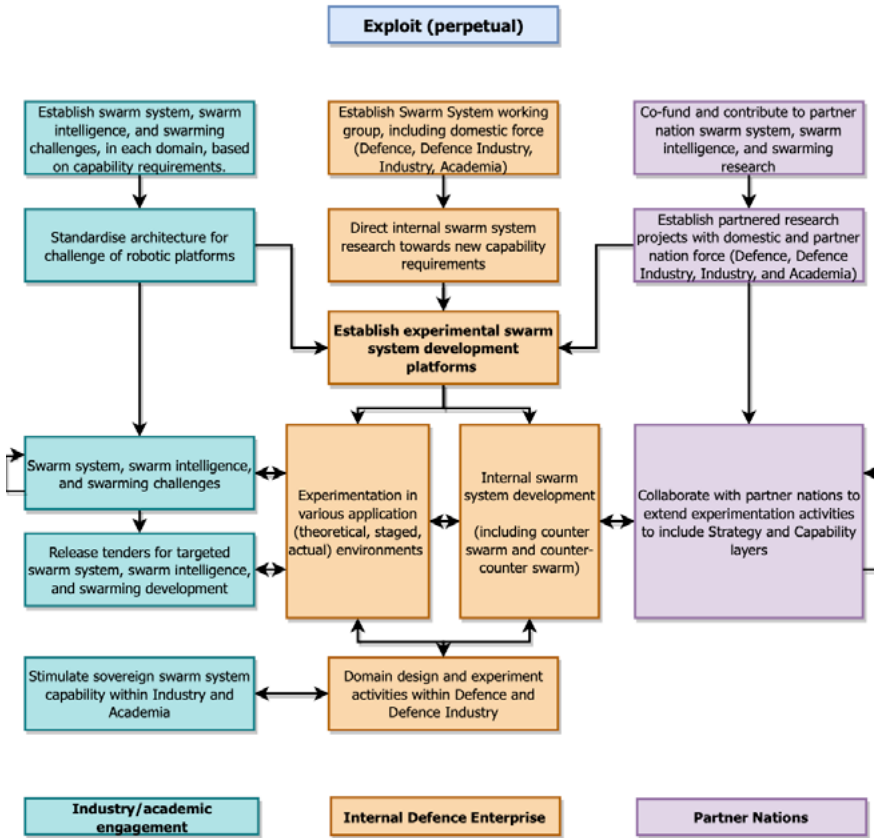 Exploit (perpetual)
Establish swarm system, swarm
intelligence, and swarming
challenges, in each domain, based
on capability requirements.
Establish Swarm System working
group, including domestic force
(Defence, Defence Industry,
Industry, Academia)
Co-fund and contribute to partner
nation swarm system, swarm
intelligence, and swarming
research
Standardise architecture for
challenge of robotic platforms
Direct internal swarm system
research towards new capability
requirements
Establish partnered research
projects with domestic and partner
nation force (Defence, Defence
Industry, Industry, and Academia)
Establish experimental swarm
system development
platforms
Swarm system, swarm intelligence,
and swarming challenges
Experimentation in
various application
(theoretical, staged,
actual) environments
Internal swarm
system development
(including counter
swarm and counter-
counter swarm)
Collaborate with partner nations to
extend experimentation activities
to include Strategy and Capability
layers
Release tenders for targeted
swarm system, swarm intelligence,
and swarming development
Stimulate sovereign swarm system
capability within Industry and
Academia
Domain design and experiment
activities within Defence and
Defence Industry
Industry/academic
engagement
Internal Defence Enterprise
Partner Nations